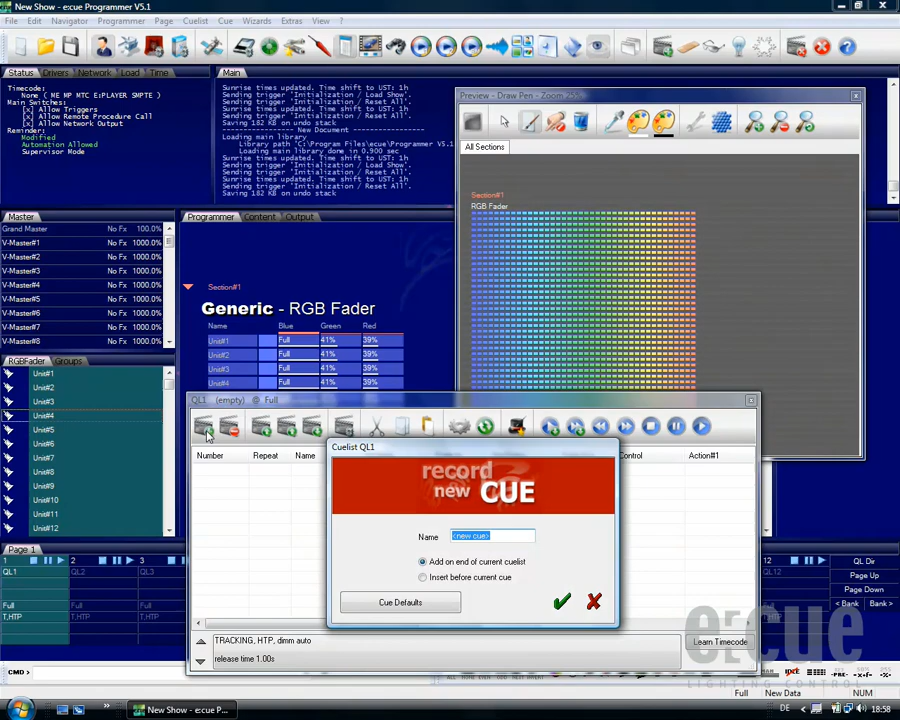 New Show - e:cue Programmer V5.1
File Edit Navigator Programmer Page Cuelist Cue Wizards Extras View ?
Status Drivers Network Load Time
Timecode:
None ( ME MP MTC E:PLAYER SMPTE )
Main Switches:
[x] Allow Triggers
[x] Allow Remote Procedure Call
[x] Allow Network Output
Reminder:
Modified
Automation Allowed
Supervisor Mode
Main
Sunrise times updated. Time shift to UST: 1h
Sending trigger 'Initialization / Load Show'.
Sending trigger 'Initialization / Reset All'.
Saving 182 KB on undo stack
New Document
Loading main library
Library path 'C:\Program Files\ecue\Programmer V5.1
Loading main library done in 0.900 sec
Sunrise times updated. Time shift to UST: 1h
Sending trigger 'Initialization / Load Show'.
Sending trigger 'Initialization / Reset All'.
Sunrise times updated. Time shift to UST: 1h
Sending trigger 'Initialization / Reset All'.
Saving 182 KB on undo stack
Preview - Draw Pen - Zoom 25%
All Sections
Section#1
RGB Fader
Master
Grand Master No Fx 100.0%
V-Master#1 No Fx 1000.0%
V-Master#2 No Fx 1000.0%
V-Master#3 No Fx 1000.0%
V-Master#4 No Fx 1000.0%
V-Master#5 No Fx 1000.0%
V-Master#6 No Fx 1000.0%
V-Master#7 No Fx 1000.0%
V-Master#8 No Fx 1000.0%
Programmer Content Output
Section#1
Generic - RGB Fader
Name Blue Green Red
Unit#1 Full 41% 39%
Unit#2 Full 41% 39%
Unit#3 Full 41% 39%
Unit#4 Full 41% 39%
RGBFader Groups
Unit#1
Unit#2
Unit#3
Unit#4
Unit#5
Unit#6
Unit#7
Unit#8
Unit#9
Unit#10
Unit#11
Unit#12
QL1 (empty) @ Full
Number Repeat Name Control Action#1
Cuelist QL1
record
new CUE
Name <new cue>
Add on end of current cuelist
Insert before current cue
Cue Defaults
TRACKING, HTP, dimm auto
release time 1.00s
Learn Timecode
Page 1
1 2 3
QL1 QL2 QL3
Full
T,HTP
12
QL12
T,HTP
QL Dir
Page Up
Page Down
< Bank Bank >
CMD >
e:cue
LIGHTING CONTROL
Full New Data NUM
New Show - e:cue P...
DE 18:58